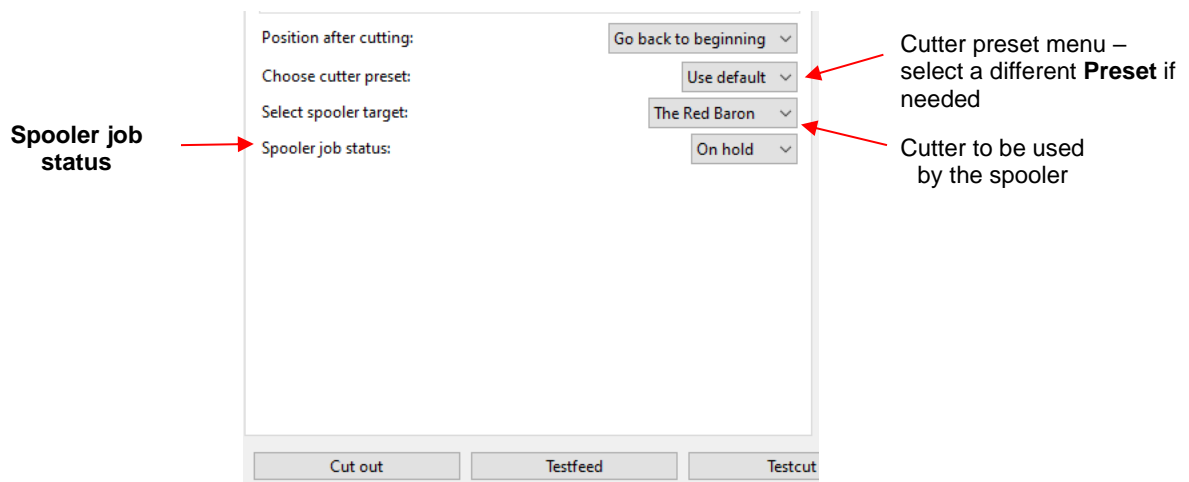 Position after cutting: Go back to beginning
Choose cutter preset: Use default
Select spooler target: The Red Baron
Spooler job status: On hold
Spooler job
status
Cutter preset menu –
select a different Preset if
needed
Cutter to be used
by the spooler
Cut out Testfeed Testcut